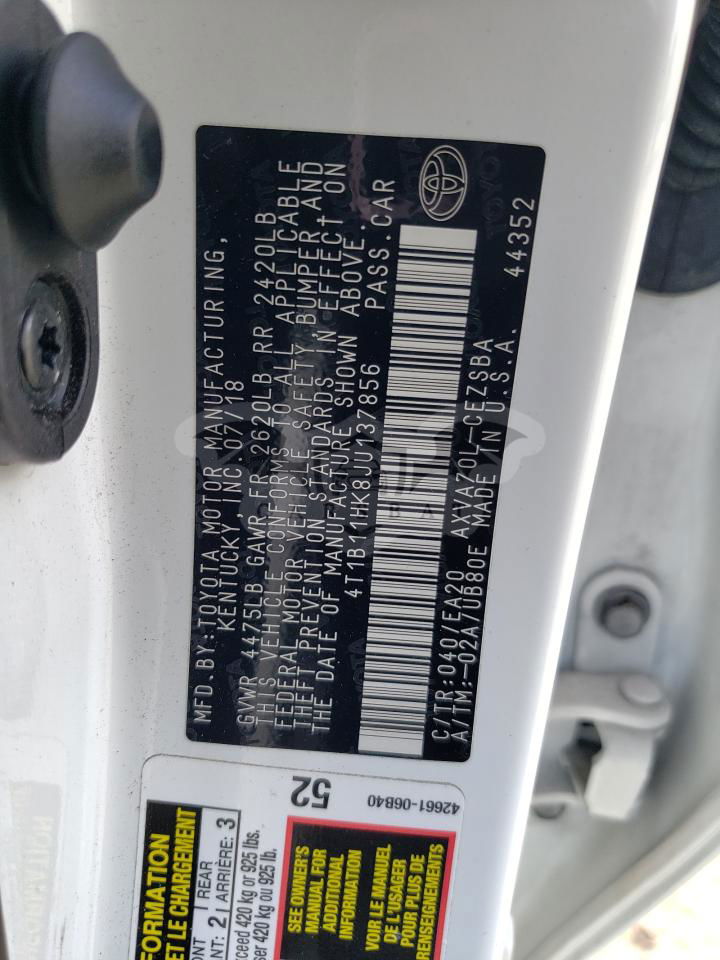 MFD.BY:TOYOTA MOTOR MANUFACTURING,
KENTUCKY, INC. 07/18
GVWR 4475LB GAWR FR 2620LB RR 2420LB
THIS VEHICLE CONFORMS TO ALL APPLICABLE
FEDERAL MOTOR VEHICLE SAFETY, BUMPER AND
THEFT PREVENTION STANDARDS IN EFFECT ON
THE DATE OF MANUFACTURE SHOWN ABOVE.
4T1B11HK8JU137856 PASS.CAR
C/TR:040/EA20 AXVA70L-CEZSBA
A/TM:-02A/UB80E MADE IN U.S.A. 44352
52
42661-06B40
FORMATION
ET LE CHARGEMENT
ONT
NT: 2
REAR
ARRIÈRE: 3
xceed 420 kg or 925 lbs.
ser 420 kg ou 925 lb.
SEE OWNER'S
MANUAL FOR
ADDITIONAL
INFORMATION
VOIR LE MANUEL
DE L'USAGER
POUR PLUS DE
RENSEIGNEMENTS